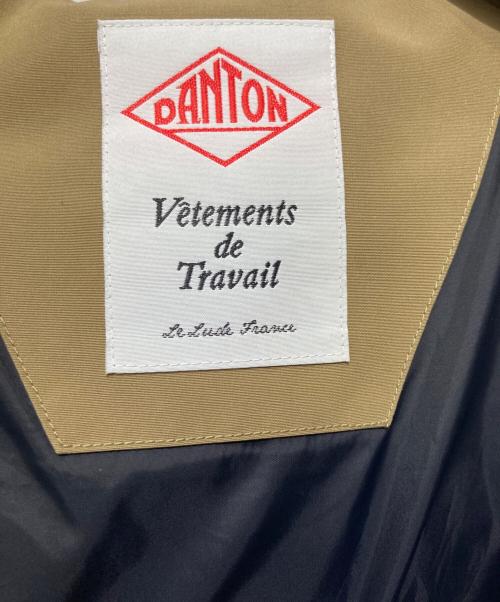 DANTON
Vêtements
de
Travail
Le Lude France